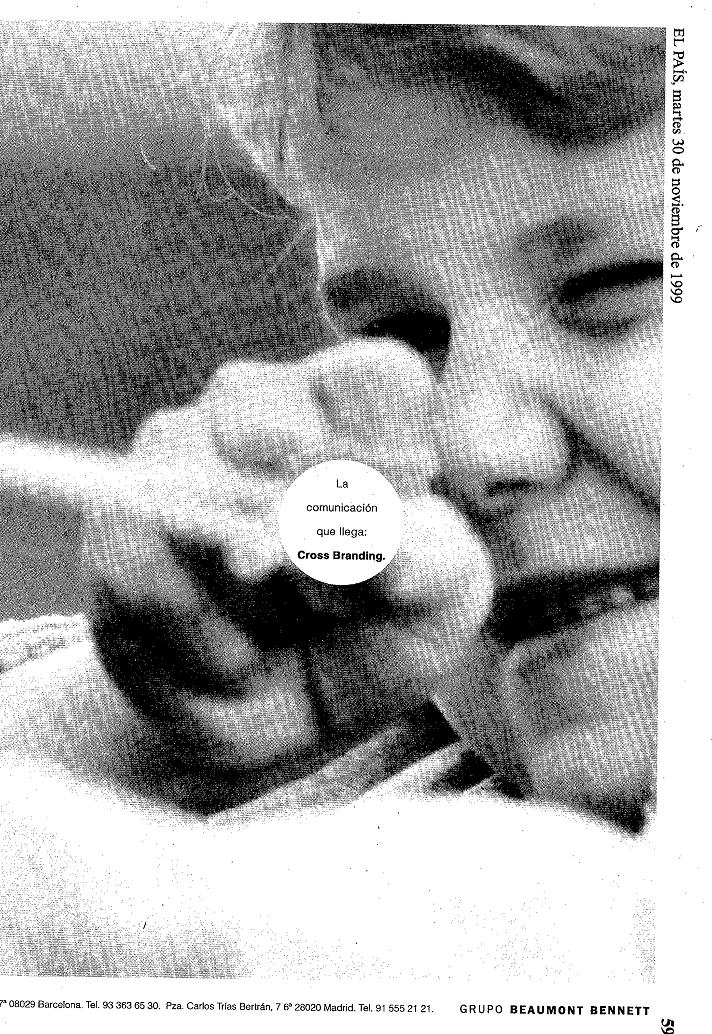 EL PAÍS, martes 30 de noviembre de 1999
La
comunicación
que llega:
Cross Branding.
7ª 08029 Barcelona. Tel. 93 363 65 30. Pza. Carlos Trías Bertrán, 7 6ª 28020 Madrid. Tel. 91 555 21 21.
GRUPO BEAUMONT BENNETT
59